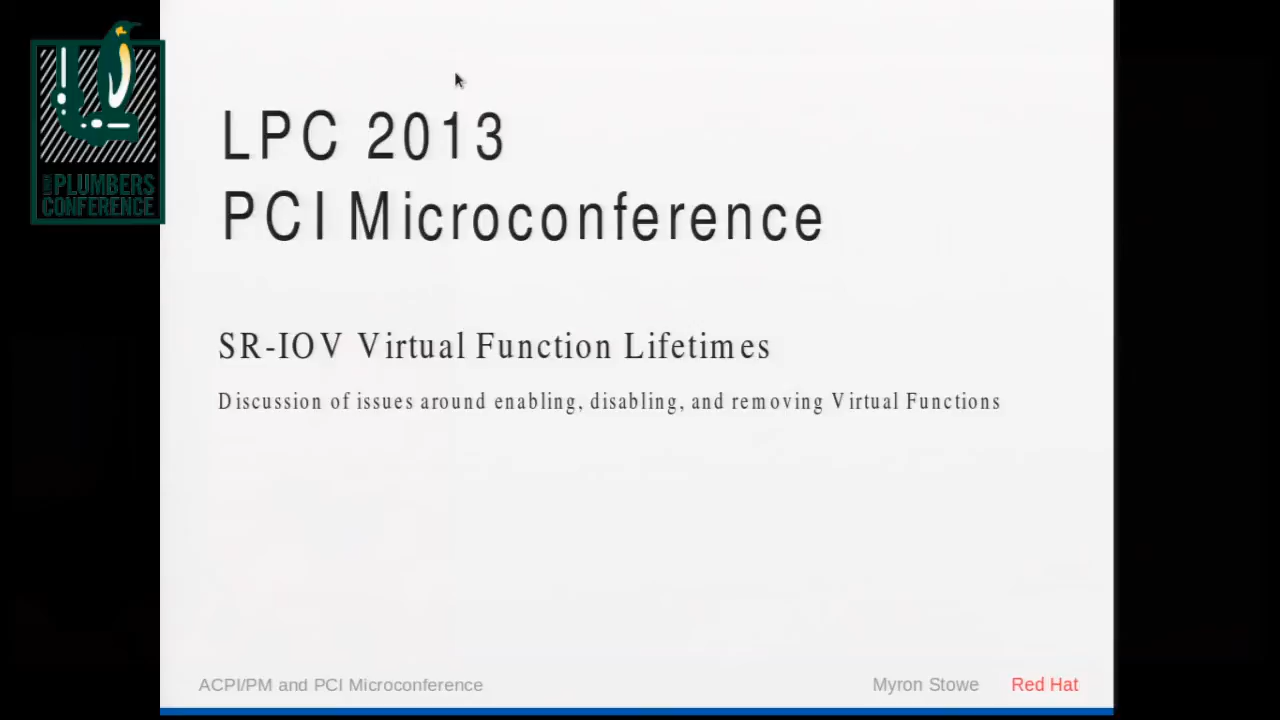 LINUX PLUMBERS
CONFERENCE
LPC 2013
PCI Microconference
SR-IOV Virtual Function Lifetimes
Discussion of issues around enabling, disabling, and removing Virtual Functions
ACPI/PM and PCI Microconference
Myron Stowe
Red Hat